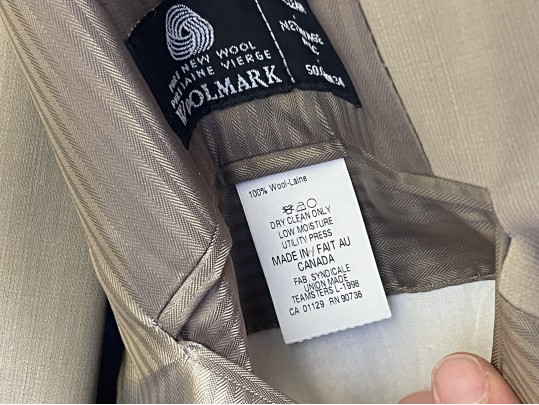 PURE NEW WOOL
PURE LAINE VIERGE
WOOLMARK
100% Wool-Laine
DRY CLEAN ONLY
LOW MOISTURE
UTILITY PRESS
MADE IN / FAIT AU
CANADA
FAB. SYNDICALE
UNION MADE
TEAMSTERS L-1998
CA 01129 RN 90736